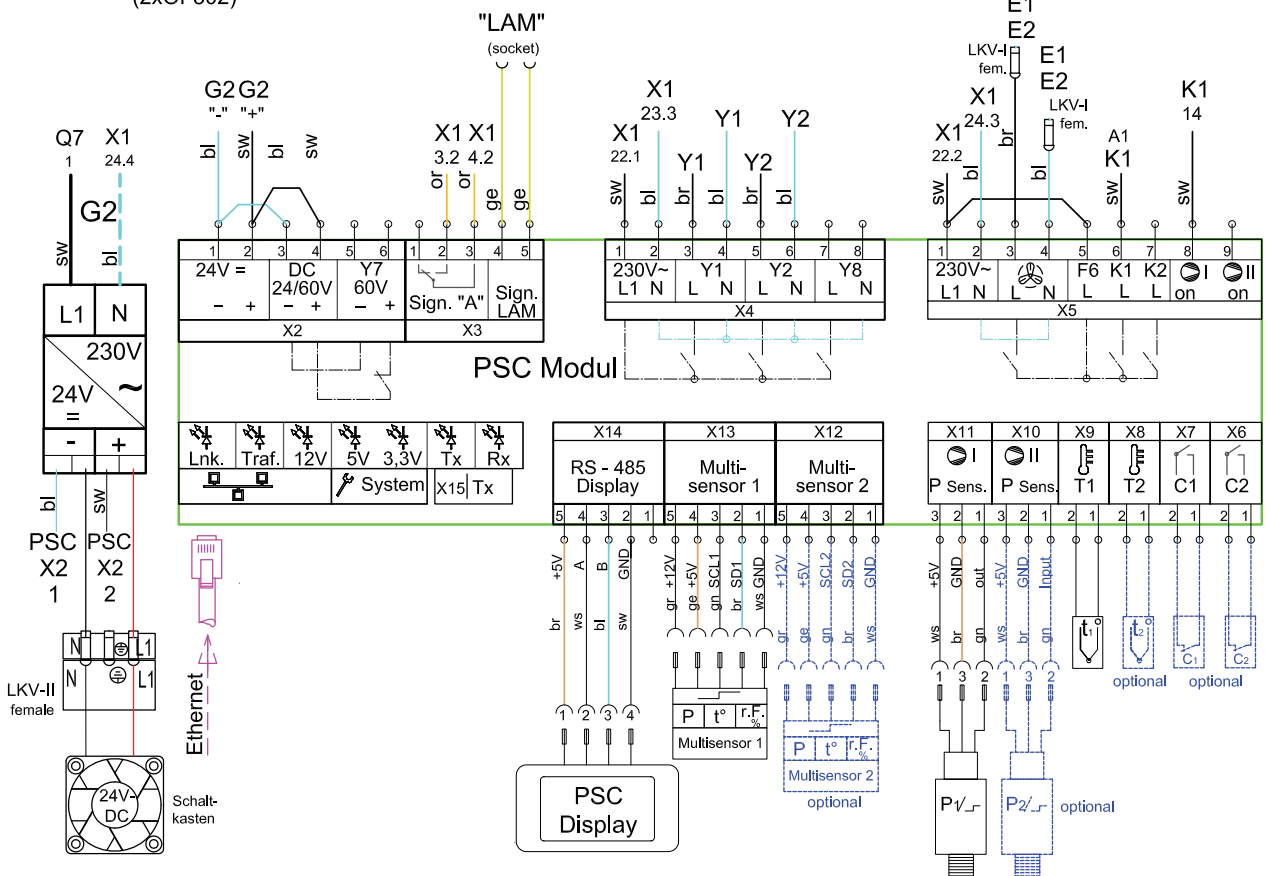 "LAM"
(socket)
E1
E2
LKV-I
fem.
E1
E2
LKV-I
fem.
G2 G2
"-" "+"
Q7 X1
1 24.4
X1 X1
3.2 4.2
X1
23.3
X1
22.1
Y1 Y2
Y1 Y2
X1
24.3
X1
22.2
A1
K1
K1
14
G2
bl sw bl sw or or ge ge sw bl br bl br bl sw bl br bl sw sw
sw bl
1 2 3 4 5 6 1 2 3 4 5 1 2 3 4 5 6 7 8 1 2 3 4 5 6 7 8 9
24V = DC Y7
24/60V 60V
- + - + - +
Sign. "A" Sign.
LAM
X2 X3
230V~ Y1 Y2 Y8
L1 N L N L N L N
X4
230V~ F6 K1 K2 I II
L1 N L N L L L on on
X5
PSC Modul
L1 N
230V
~
24V
=
- +
bl sw
PSC PSC
X2 X2
1 2
Lnk. Traf. 12V 5V 3,3V Tx Rx
System X15 Tx
X14 X13 X12
RS - 485
Display
Multi-
sensor 1
Multi-
sensor 2
5 4 3 2 1 5 4 3 2 1 5 4 3 2 1
X11 X10 X9 X8 X7 X6
I II
P Sens. P Sens. T1 T2 C1 C2
3 2 1 3 2 1 2 1 2 1 2 1 2 1
+5V A B GND
br ws bl sw
+12V +5V SCL1 SD1 GND
gr ge gn br ws
+12V +5V SCL2 SD2 GND
gr ge gn br ws
+5V GND out
ws br gn
+5V GND Input
ws br gn
1 2 3 4
1 3 2 1 3 2
t1° t2° C1 C2
optional optional
P t° r.F.
%
Multisensor 1
P t° r.F.
%
Multisensor 2
optional
PSC
Display
P1/ P2/ optional
N L1
N L1
LKV-II
female
Ethernet
24V-
DC
Schalt-
kasten